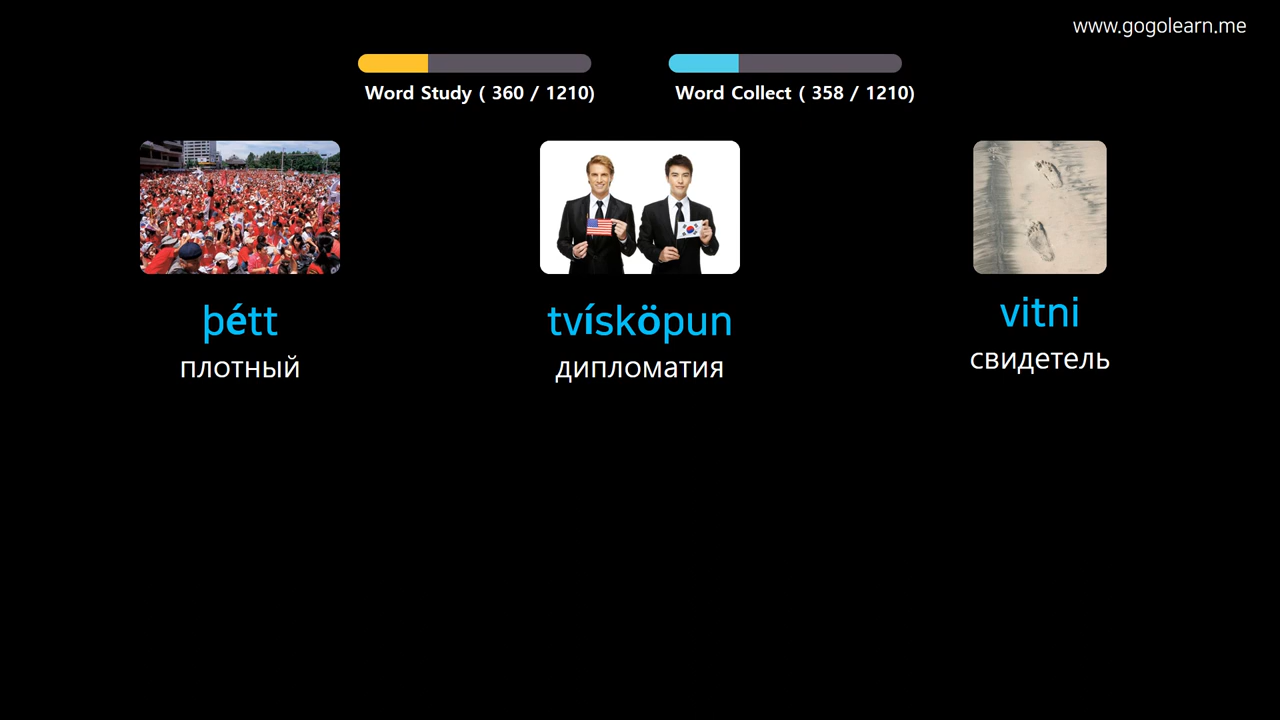 www.gogolearn.me
Word Study ( 360 / 1210)
Word Collect ( 358 / 1210)
þétt
tvísköpun
vitni
плотный
дипломатия
свидетель